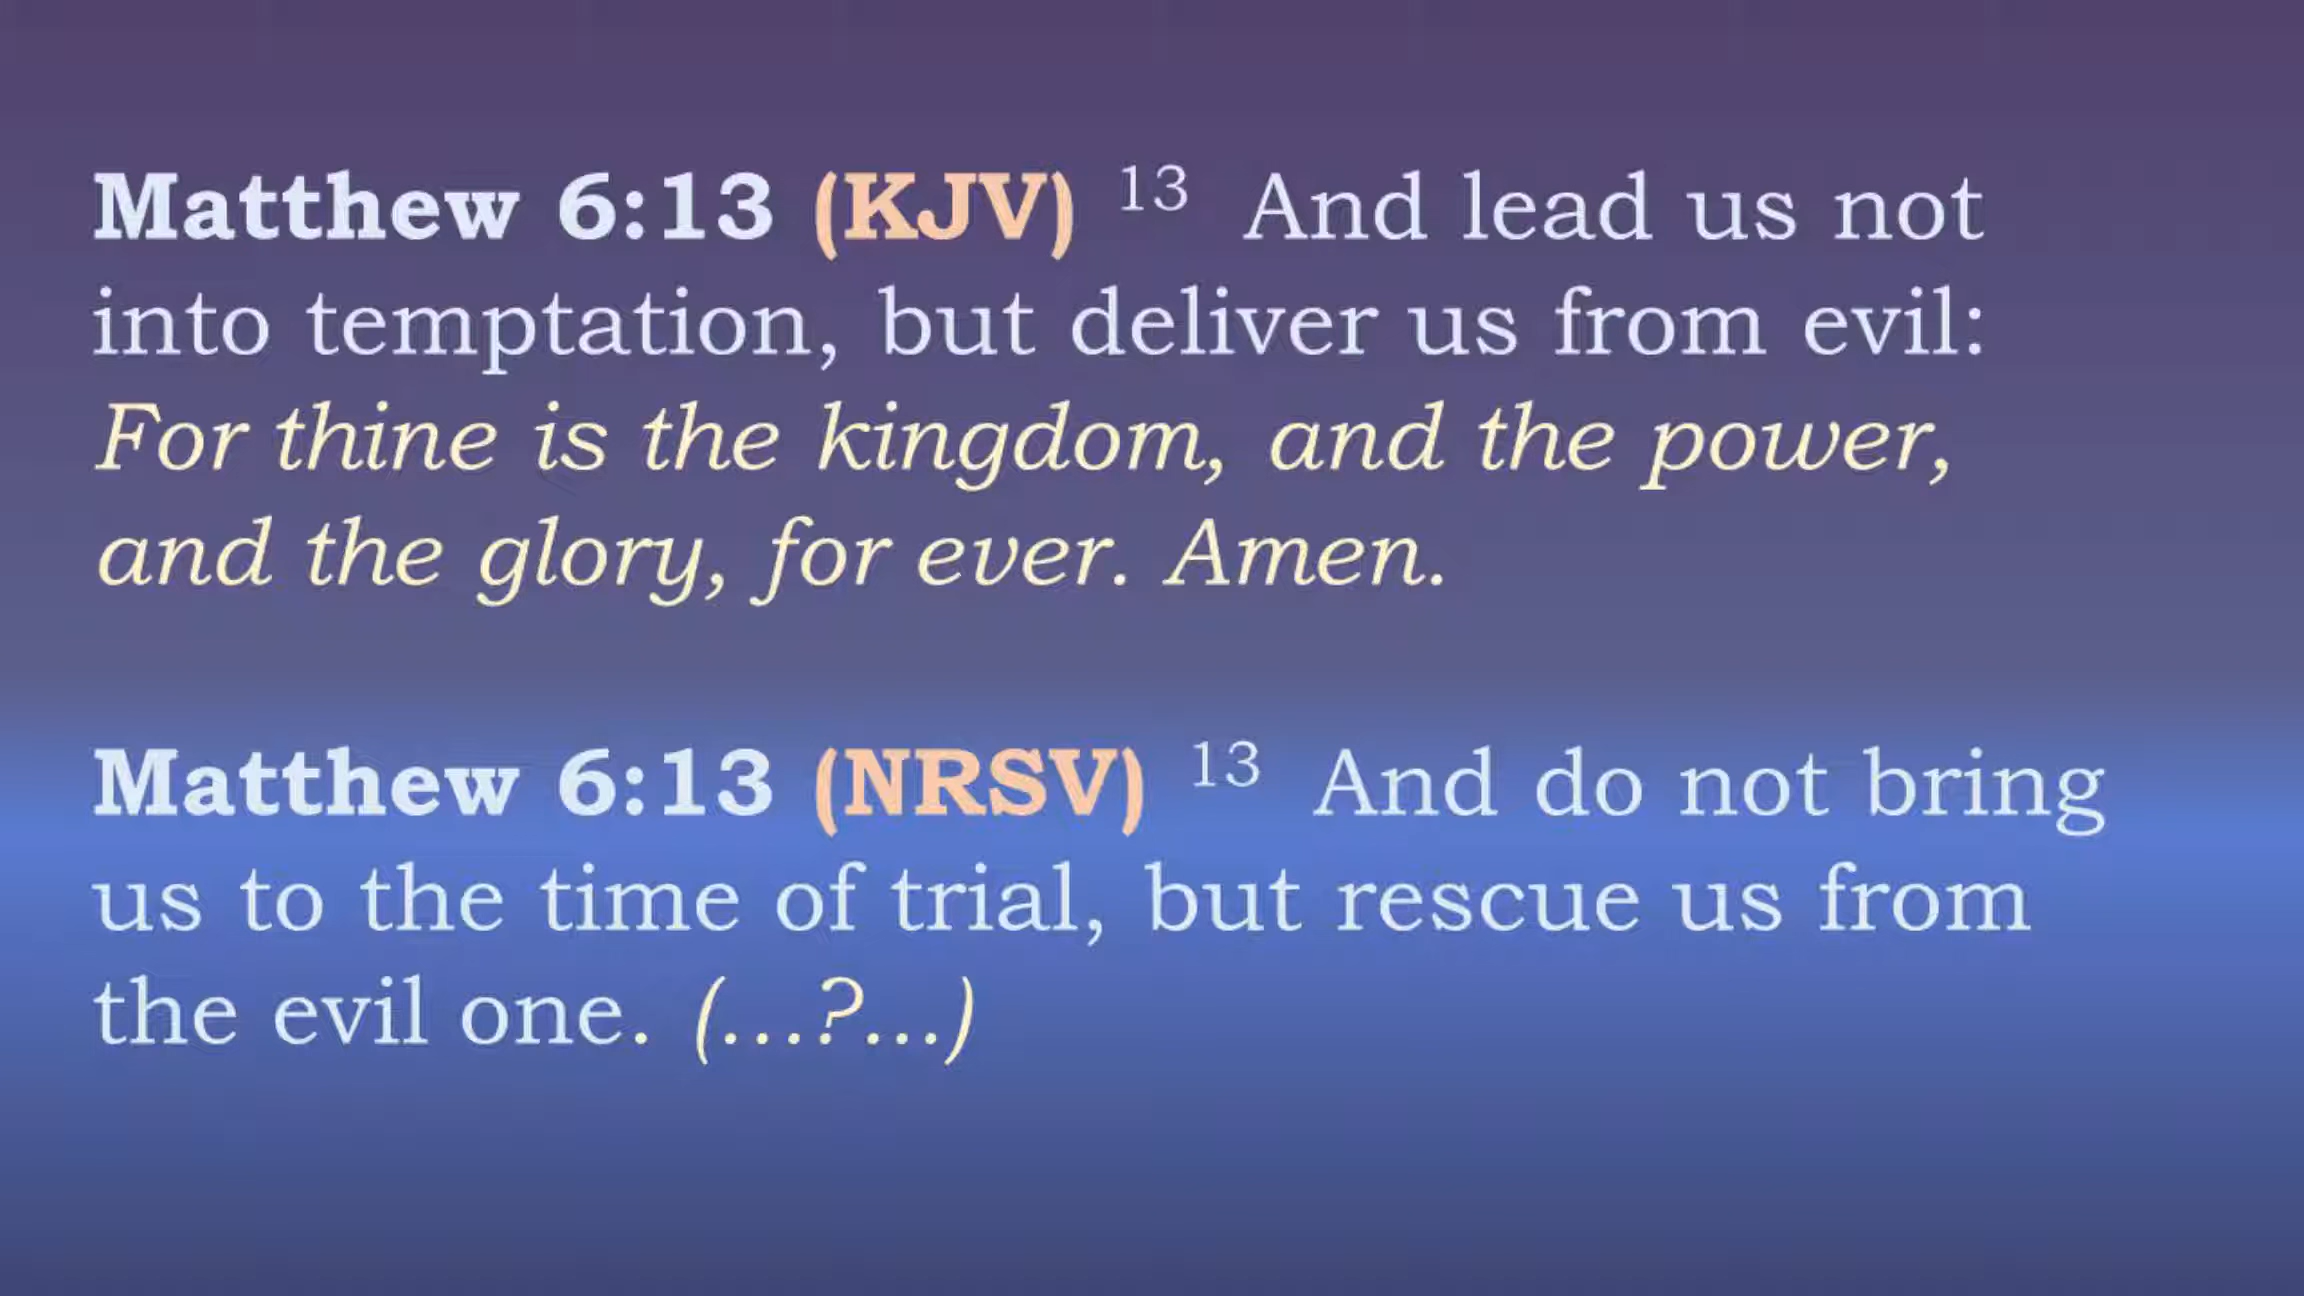 Matthew 6:13 (KJV) 13 And lead us not
into temptation, but deliver us from evil:
For thine is the kingdom, and the power,
and the glory, for ever. Amen.
Matthew 6:13 (NRSV) 13 And do not bring
us to the time of trial, but rescue us from
the evil one. (...?...)